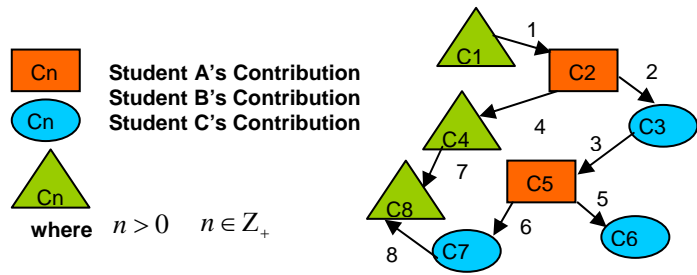 Cn
Student A's Contribution
Student B's Contribution
Cn
Student C's Contribution
Cn
where n > 0 n ∈ Z₊
C1
1
C2
2
C3
C4
4
3
7
C5
5
C8
6
C6
C7
8